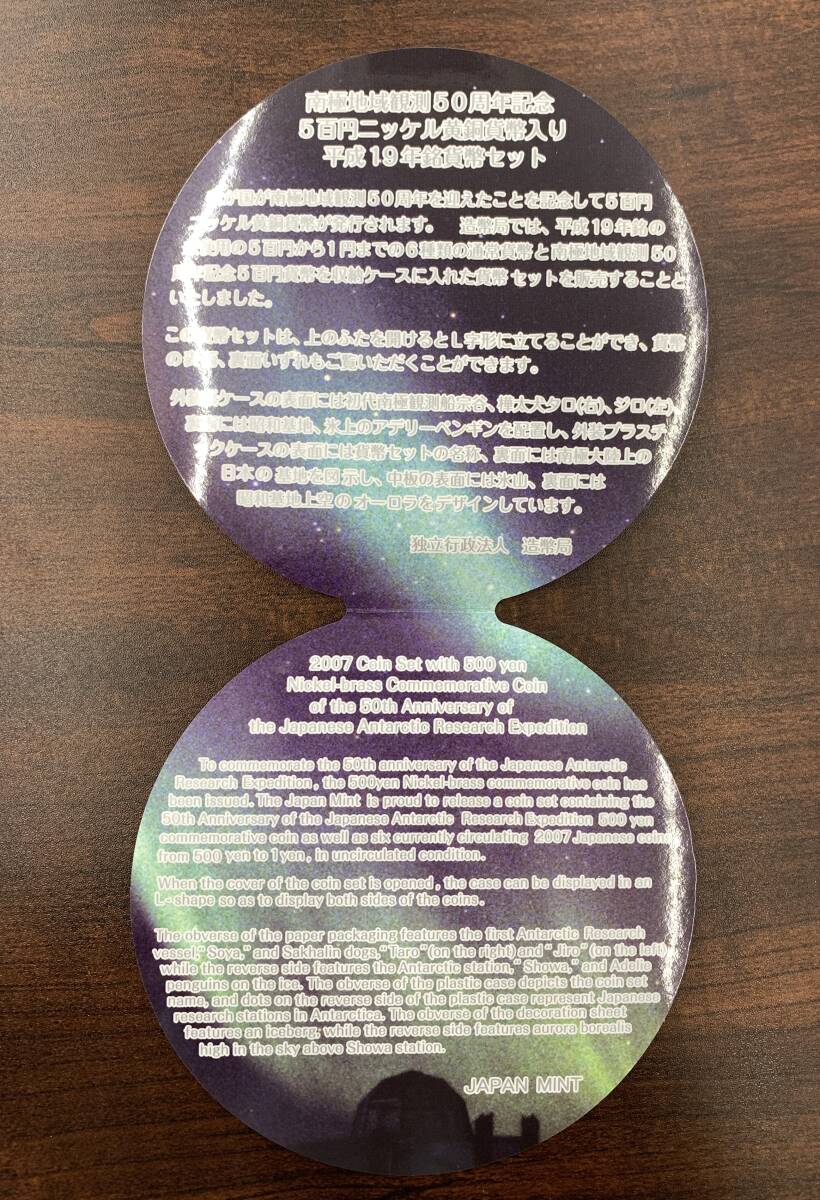 南極地域観測50周年記念
5百円ニッケル黄銅貨幣入り
平成19年銘貨幣セット
が国が南極地域観測50周年を迎えたことを記念して5百円
ニッケル黄銅貨幣が発行されます。 造幣局では、平成19年銘の
使用の5百円から1円までの6種類の通常貨幣と南極地域観測50
年記念5百円貨幣を収納ケースに入れた貨幣セットを販売することと
いたしました。
この貨幣セットは、上のふたを開けるとL字形に立てることができ、貨幣
の表面、裏面いずれもご覧いただくことができます。
外装紙ケースの表面には初代南極観測船宗谷、樺太犬タロ(右)、ジロ(左)、
裏面には昭和基地、氷上のアデリーペンギンを配置し、外装プラスチ
クケースの表面には貨幣セットの名称、裏面には南極大陸上の
日本の基地を図示し、中板の表面には氷山、裏面には
昭和基地上空のオーロラをデザインしています。
独立行政法人 造幣局
2007 Coin Set with 500 yen
Nickel-brass Commemorative Coin
of the 50th Anniversary of
the Japanese Antarctic Research Expedition
To commemorate the 50th anniversary of the Japanese Antarctic
Research Expedition, the 500yen Nickel-brass commemorative coin has
been issued. The Japan Mint is proud to release a coin set containing the
50th Anniversary of the Japanese Antarctic Research Expedition 500 yen
commemorative coin as well as six currently circulating 2007 Japanese coins
from 500 yen to 1 yen, in uncirculated condition.
When the cover of the coin set is opened, the case can be displayed in an
L-shape so as to display both sides of the coins.
The obverse of the paper packaging features the first Antarctic Research
vessel,"Soya," and Sakhalin dogs,"Taro"(on the right) and "Jiro"(on the left)
while the reverse side features the Antarctic station," Showa," and Adelie
penguins on the ice. The obverse of the plastic case depicts the coin set
name, and dots on the reverse side of the plastic case represent Japanese
research stations in Antarctica. The obverse of the decoration sheet
features an iceberg, while the reverse side features aurora borealis
high in the sky above Showa station.
JAPAN MINT